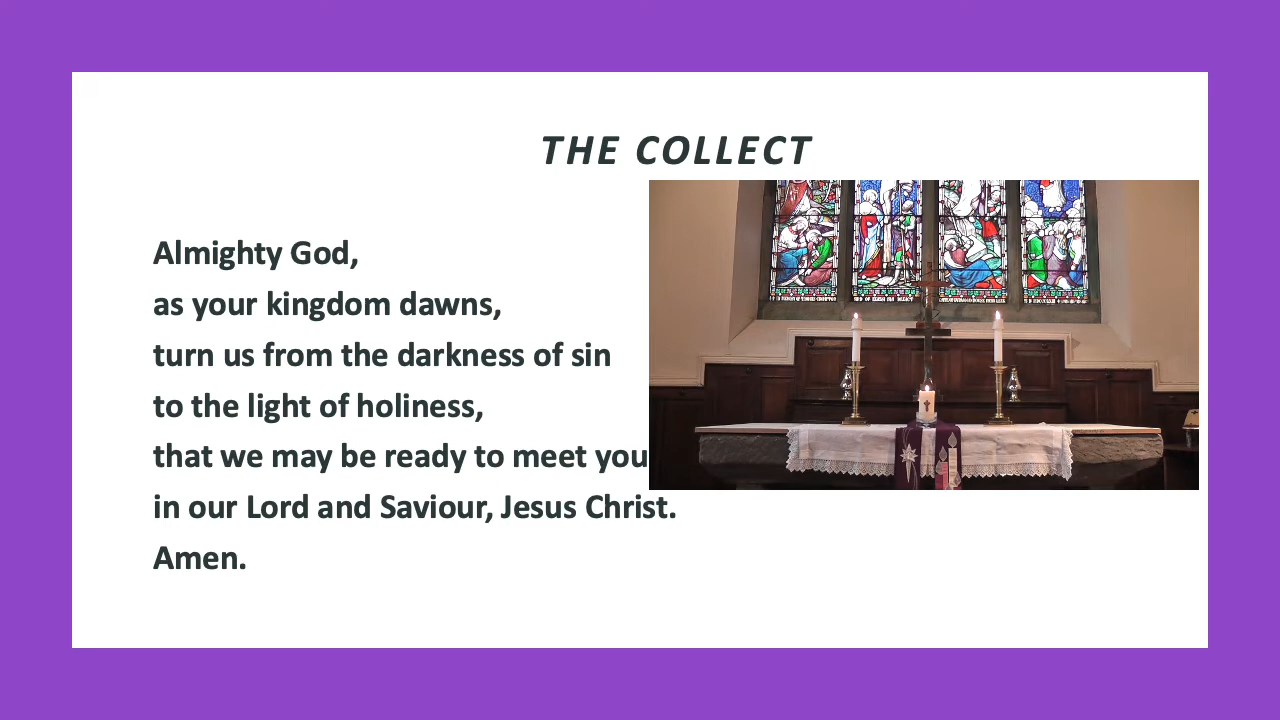 THE COLLECT
Almighty God,
as your kingdom dawns,
turn us from the darkness of sin
to the light of holiness,
that we may be ready to meet you
in our Lord and Saviour, Jesus Christ.
Amen.